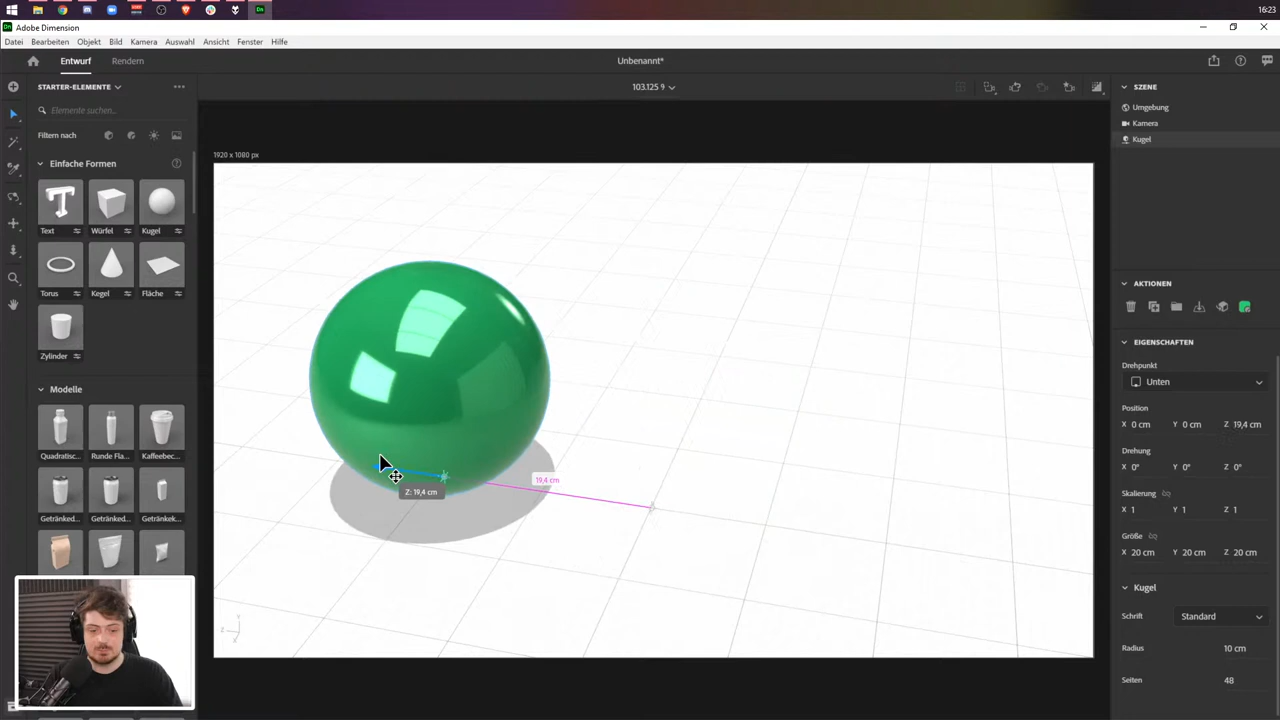 16:23
Adobe Dimension
Datei Bearbeiten Objekt Bild Kamera Auswahl Ansicht Fenster Hilfe
Entwurf Rendern Unbenannt*
STARTER-ELEMENTE
103.125 9
SZENE
Elemente suchen...
Umgebung
Kamera
Kugel
Filtern nach
1920 x 1080 px
Einfache Formen
Text Würfel Kugel
Torus Kegel Fläche
Zylinder
AKTIONEN
EIGENSCHAFTEN
Drehpunkt
Unten
Position
X 0 cm Y 0 cm Z 19,4 cm
Drehung
X 0° Y 0° Z 0°
Skalierung
X 1 Y 1 Z 1
Größe
X 20 cm Y 20 cm Z 20 cm
Kugel
Schrift Standard
Radius 10 cm
Seiten 48
Modelle
Quadratisc... Runde Fla... Kaffeebec...
Getränked... Getränked... Getränkek...
19,4 cm
Z: 19,4 cm